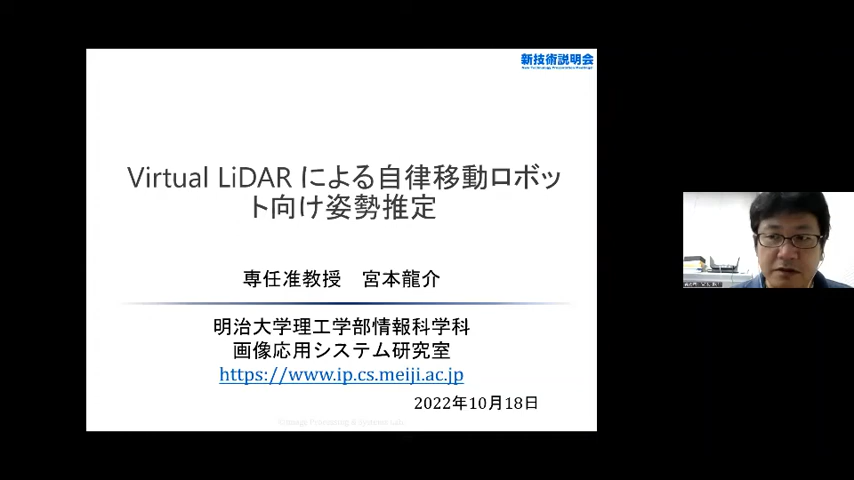 新技術説明会
New Technology Presentation Meetings!
Virtual LiDAR による自律移動ロボッ
ト向け姿勢推定
専任准教授　宮本龍介
明治大学理工学部情報科学科
画像応用システム研究室
https://www.ip.cs.meiji.ac.jp
2022年10月18日